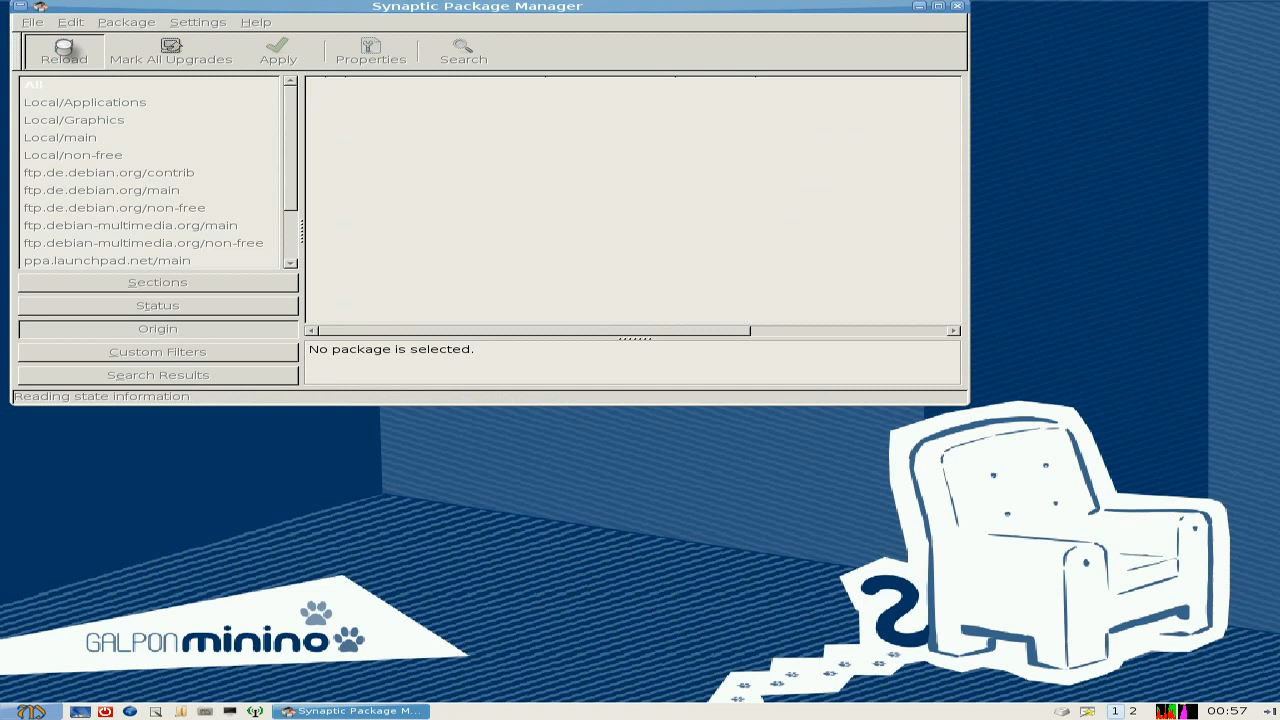 Synaptic Package Manager
File Edit Package Settings Help
Reload Mark All Upgrades Apply Properties Search
All
Local/Applications
Local/Graphics
Local/main
Local/non-free
ftp.de.debian.org/contrib
ftp.de.debian.org/main
ftp.de.debian.org/non-free
ftp.debian-multimedia.org/main
ftp.debian-multimedia.org/non-free
ppa.launchpad.net/main
Sections
Status
Origin
Custom Filters
Search Results
No package is selected.
Reading state information
GALPON minino
Synaptic Package M... 1 2 00:57